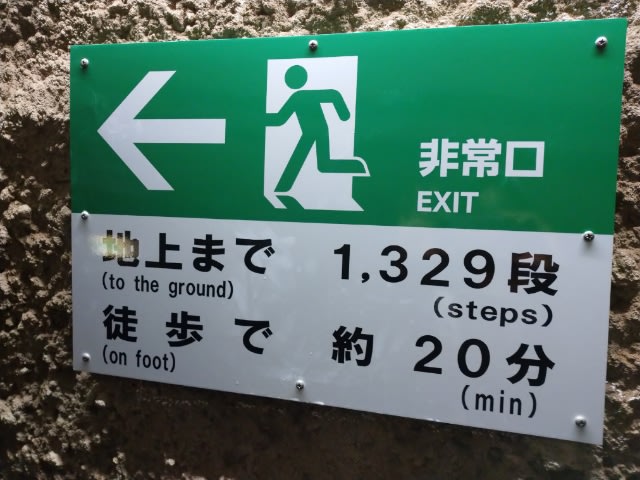 非常口
EXIT
地上まで 1,329段
(to the ground) (steps)
徒歩で 約 20分
(on foot) (min)